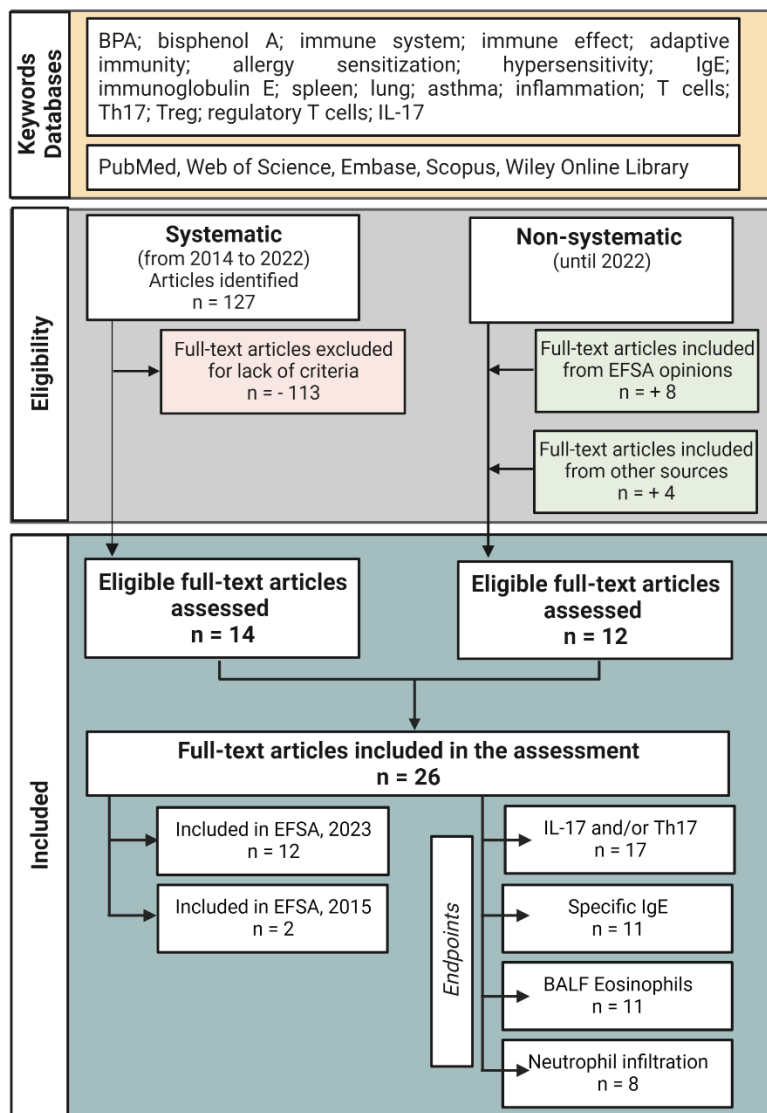 Keywords
Databases
BPA; bisphenol A; immune system; immune effect; adaptive
immunity; allergy sensitization; hypersensitivity; IgE;
immunoglobulin E; spleen; lung; asthma; inflammation; T cells;
Th17; Treg; regulatory T cells; IL-17
PubMed, Web of Science, Embase, Scopus, Wiley Online Library
Eligibility
Systematic
(from 2014 to 2022)
Articles identified
n = 127
Non-systematic
(until 2022)
Full-text articles excluded
for lack of criteria
n = - 113
Full-text articles included
from EFSA opinions
n = + 8
Full-text articles included
from other sources
n = + 4
Included
Eligible full-text articles
assessed
n = 14
Eligible full-text articles
assessed
n = 12
Full-text articles included in the assessment
n = 26
Included in EFSA, 2023
n = 12
Included in EFSA, 2015
n = 2
Endpoints
IL-17 and/or Th17
n = 17
Specific IgE
n = 11
BALF Eosinophils
n = 11
Neutrophil infiltration
n = 8